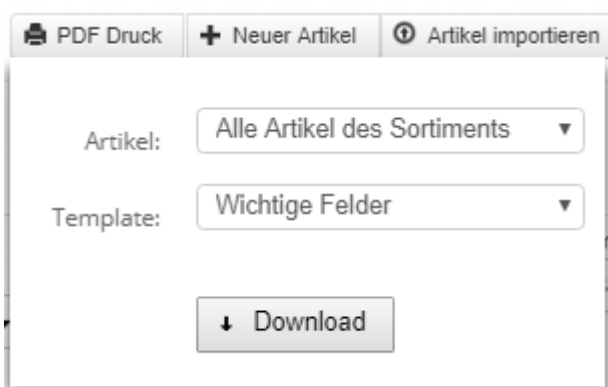 PDF Druck Neuer Artikel Artikel importieren
Artikel: Alle Artikel des Sortiments
Template: Wichtige Felder
Download